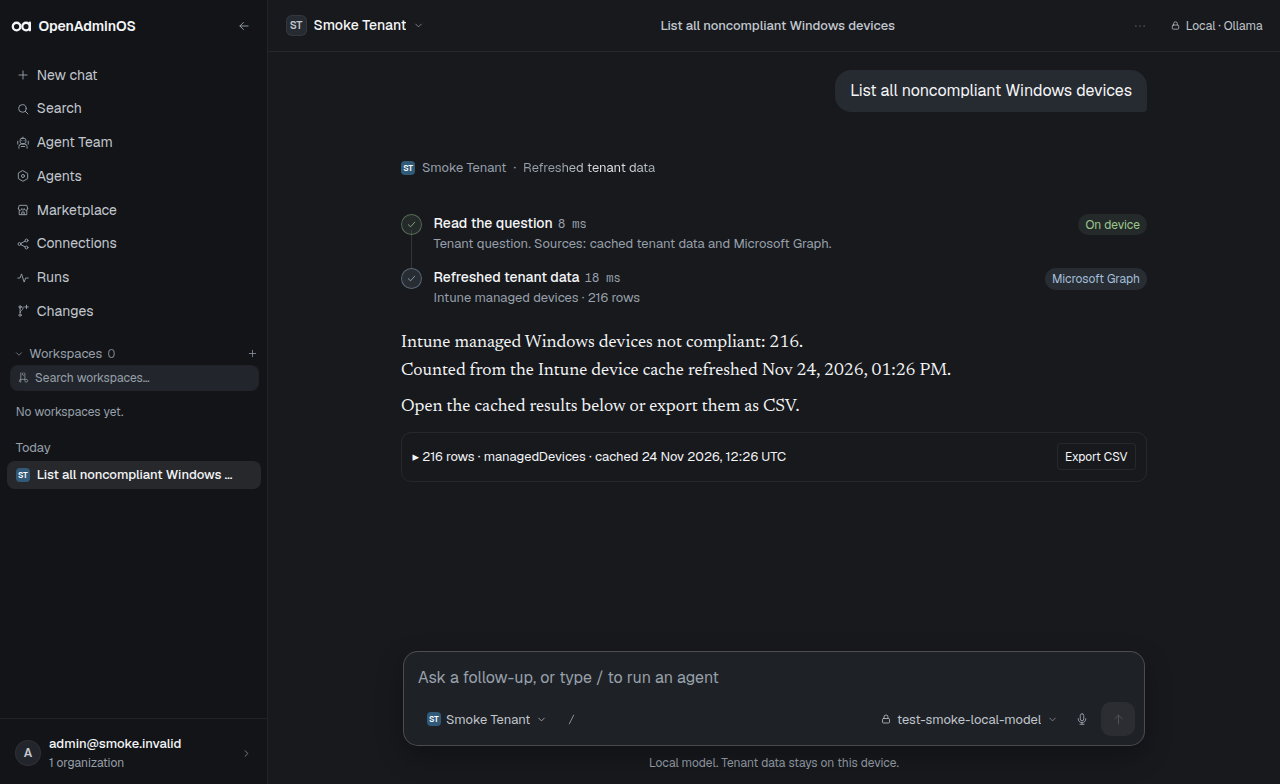 OpenAdminOS
New chat
Search
Agent Team
Agents
Marketplace
Connections
Runs
Changes
Workspaces 0
Search workspaces…
No workspaces yet.
Today
ST List all noncompliant Windows …
A
admin@smoke.invalid
1 organization
ST Smoke Tenant
List all noncompliant Windows devices
Local · Ollama
List all noncompliant Windows devices
ST Smoke Tenant · Refreshed tenant data
Read the question 8 ms
On device
Tenant question. Sources: cached tenant data and Microsoft Graph.
Refreshed tenant data 18 ms
Microsoft Graph
Intune managed devices · 216 rows
Intune managed Windows devices not compliant: 216.
Counted from the Intune device cache refreshed Nov 24, 2026, 01:26 PM.
Open the cached results below or export them as CSV.
▸ 216 rows · managedDevices · cached 24 Nov 2026, 12:26 UTC
Export CSV
Ask a follow-up, or type / to run an agent
ST Smoke Tenant
/
test-smoke-local-model
Local model. Tenant data stays on this device.